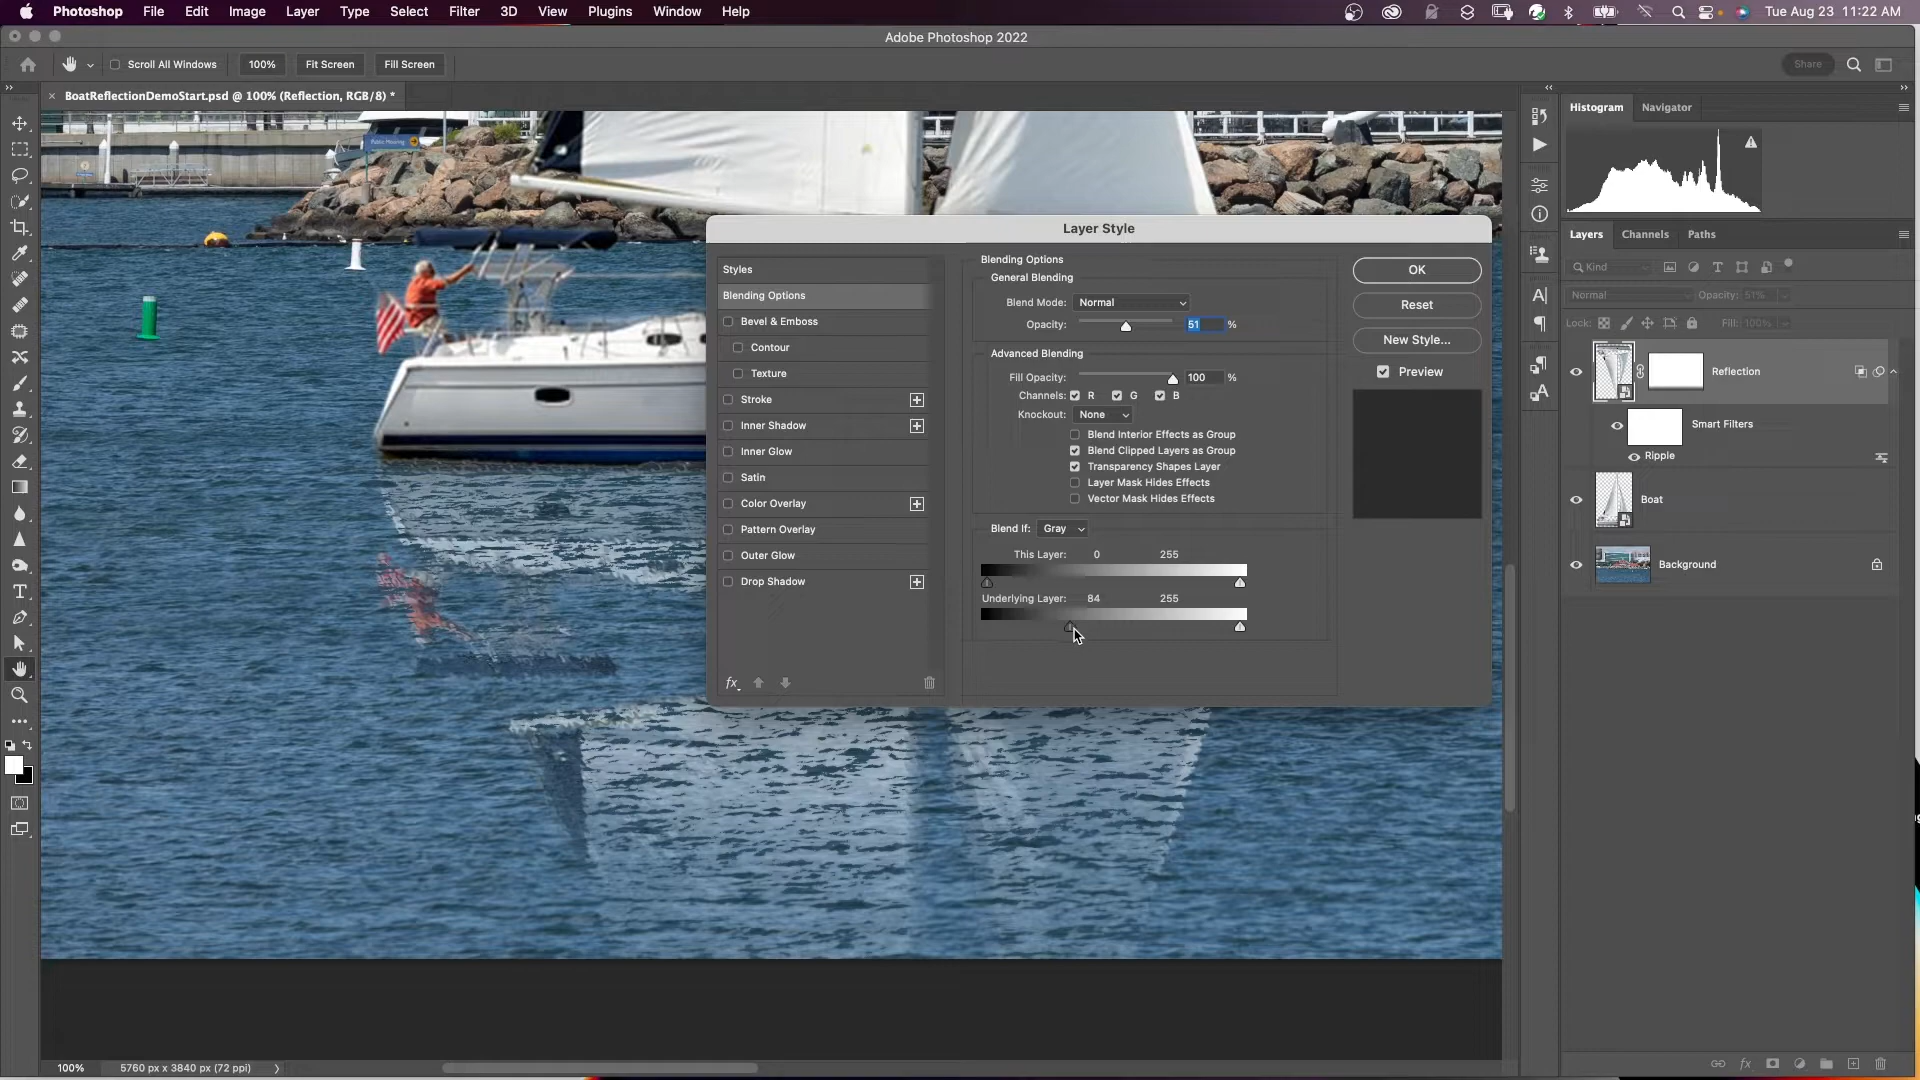 Photoshop File Edit Image Layer Type Select Filter 3D View Plugins Window Help Tue Aug 23 11:22 AM
Adobe Photoshop 2022
Scroll All Windows 100% Fit Screen Fill Screen Share
BoatReflectionDemoStart.psd @ 100% (Reflection, RGB/8) *
Histogram Navigator
Public Mooring
Layer Style
Styles
Blending Options
Bevel & Emboss
Contour
Texture
Stroke
Inner Shadow
Inner Glow
Satin
Color Overlay
Pattern Overlay
Outer Glow
Drop Shadow
fx
Blending Options
General Blending
Blend Mode: Normal
Opacity: 51 %
Advanced Blending
Fill Opacity: 100 %
Channels: R G B
Knockout: None
Blend Interior Effects as Group
Blend Clipped Layers as Group
Transparency Shapes Layer
Layer Mask Hides Effects
Vector Mask Hides Effects
Blend If: Gray
This Layer: 0 255
Underlying Layer: 84 255
OK
Reset
New Style...
Preview
Layers Channels Paths
Kind
Normal Opacity: 51%
Lock: Fill: 100%
Reflection
Smart Filters
Ripple
Boat
Background
fx
100% 5760 px x 3840 px (72 ppi)